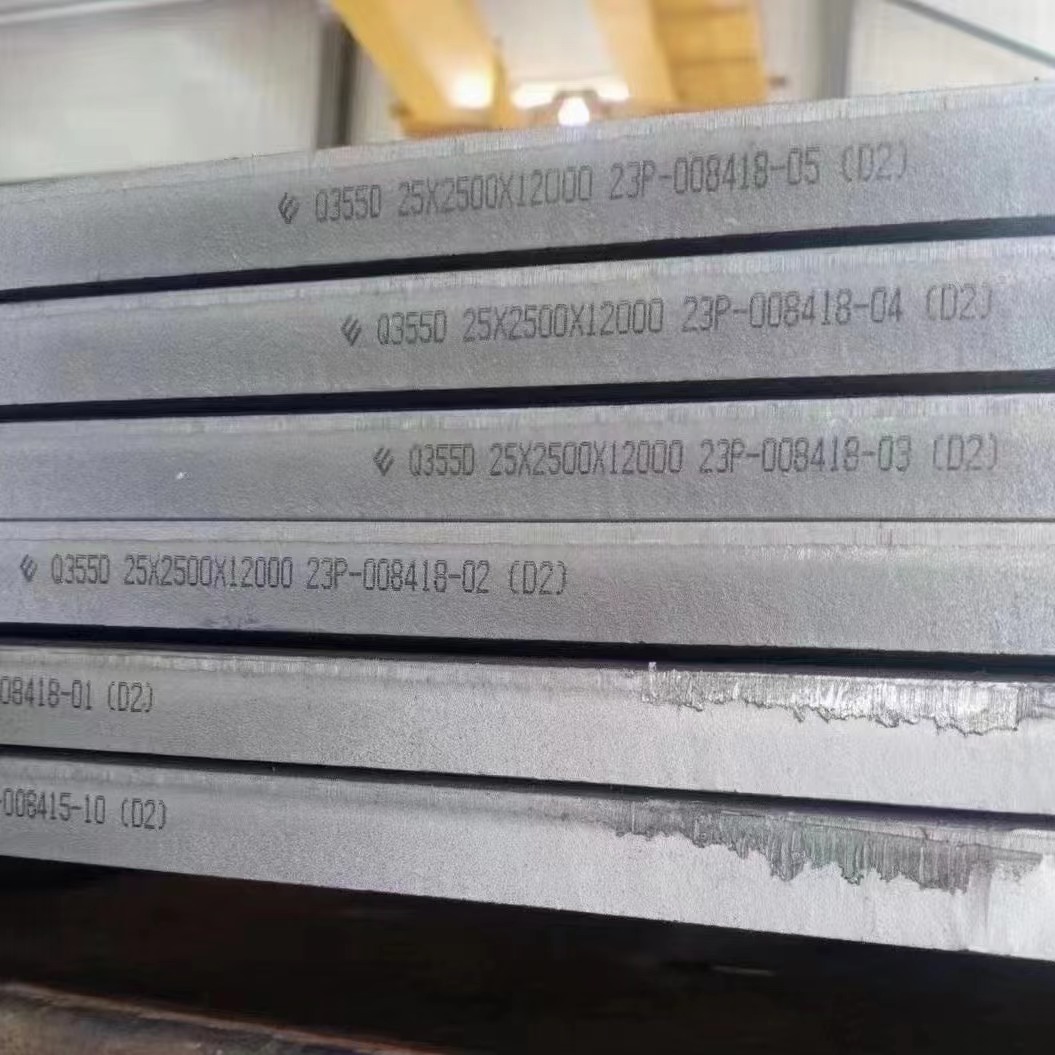 Q355D 25X2500X12000 23P-008418-05 (D2)
Q355D 25X2500X12000 23P-008418-04 (D2)
Q355D 25X2500X12000 23P-008418-03 (D2)
Q355D 25X2500X12000 23P-008418-02 (D2)
08418-01 (D2)
-008415-10 (D2)